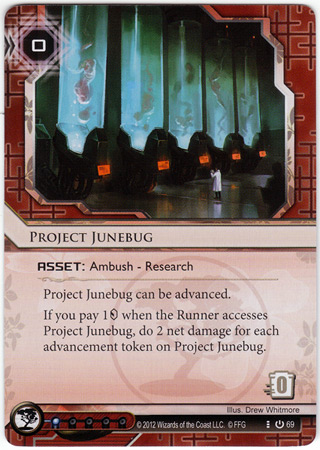 0
PROJECT JUNEBUG
ASSET: Ambush - Research
Project Junebug can be advanced.
If you pay 1 when the Runner accesses
Project Junebug, do 2 net damage for each
advancement token on Project Junebug.
0
Illus. Drew Whitmore
©2012 Wizards of the Coast LLC. © FFG
69